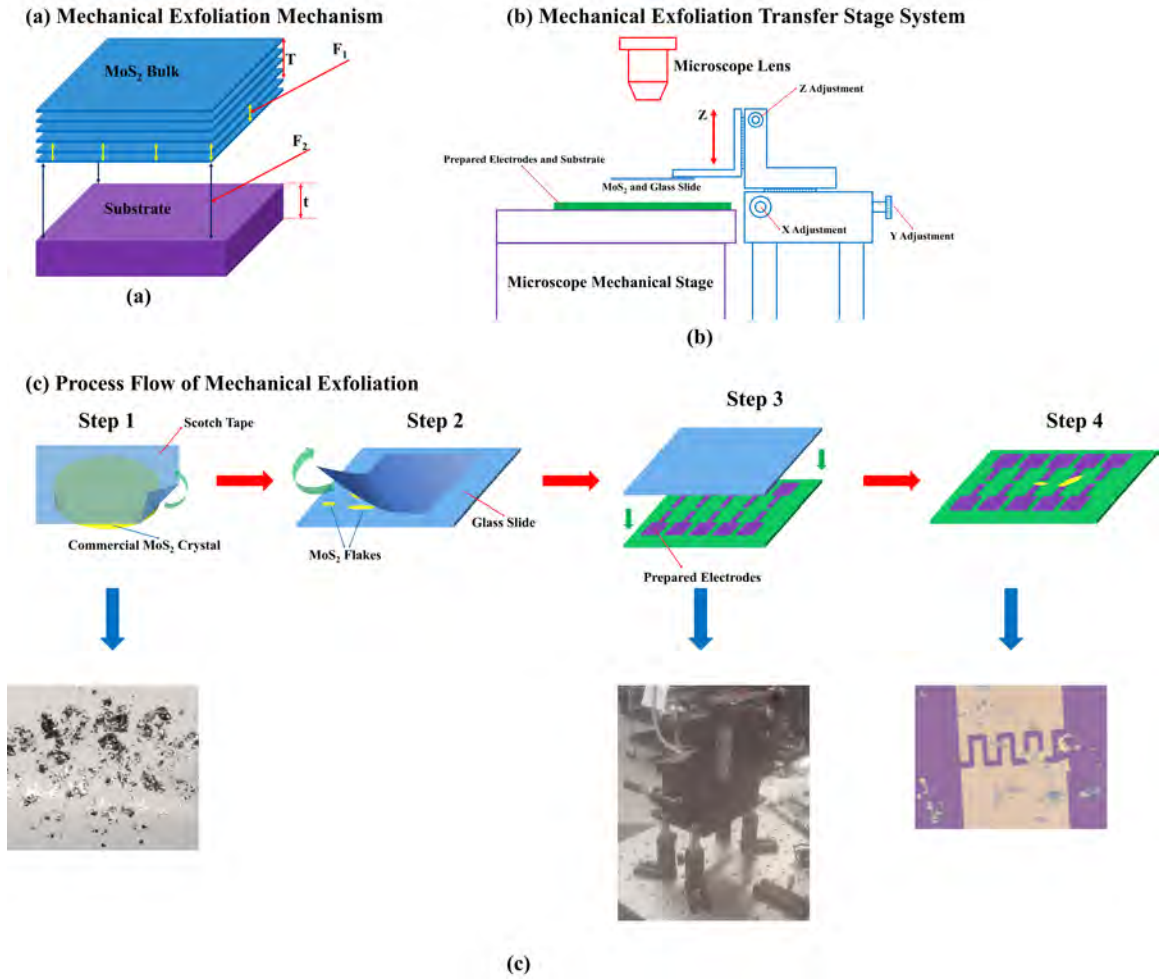 (a) Mechanical Exfoliation Mechanism
MoS₂ Bulk
T
F₁
F₂
Substrate
t
(a)
(b) Mechanical Exfoliation Transfer Stage System
Microscope Lens
Z Adjustment
Z
Prepared Electrodes and Substrate
MoS₂ and Glass Slide
X Adjustment
Y Adjustment
Microscope Mechanical Stage
(b)
(c) Process Flow of Mechanical Exfoliation
Step 1
Scotch Tape
Commercial MoS₂ Crystal
Step 2
Glass Slide
MoS₂ Flakes
Step 3
Prepared Electrodes
Step 4
(c)